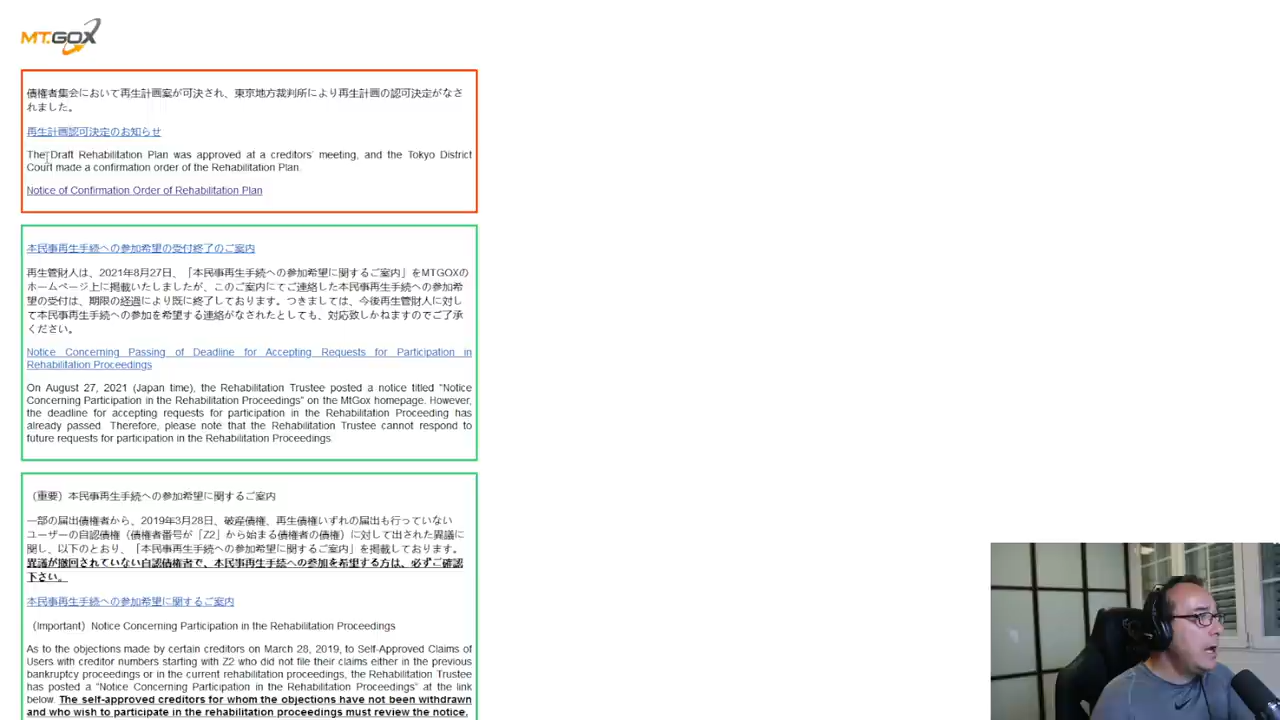 MT.GOX
債権者集会において再生計画案が可決され、東京地方裁判所により再生計画の認可決定がなさ
れました。
再生計画認可決定のお知らせ
The Draft Rehabilitation Plan was approved at a creditors' meeting, and the Tokyo District
Court made a confirmation order of the Rehabilitation Plan.
Notice of Confirmation Order of Rehabilitation Plan
本民事再生手続への参加希望の受付終了のご案内
再生管財人は、2021年8月27日、「本民事再生手続への参加希望に関するご案内」をMTGOXの
ホームページ上に掲載いたしましたが、このご案内にてご連絡した本民事再生手続への参加希
望の受付は、期限の経過により既に終了しております。つきましては、今後再生管財人に対し
て本民事再生手続への参加を希望する連絡がなされたとしても、対応致しかねますのでご了承
ください。
Notice Concerning Passing of Deadline for Accepting Requests for Participation in
Rehabilitation Proceedings
On August 27, 2021 (Japan time), the Rehabilitation Trustee posted a notice titled "Notice
Concerning Participation in the Rehabilitation Proceedings" on the MtGox homepage. However,
the deadline for accepting requests for participation in the Rehabilitation Proceeding has
already passed. Therefore, please note that the Rehabilitation Trustee cannot respond to
future requests for participation in the Rehabilitation Proceedings.
（重要）本民事再生手続への参加希望に関するご案内
一部の届出債権者から、2019年3月28日、破産債権、再生債権いずれの届出も行っていない
ユーザーの自認債権（債権者番号が「Z2」から始まる債権者の債権）に対して出された異議に
関し、以下のとおり、「本民事再生手続への参加希望に関するご案内」を掲載しております。
異議が撤回されていない自認債権者で、本民事再生手続への参加を希望する方は、必ずご確認
下さい。
本民事再生手続への参加希望に関するご案内
（Important）Notice Concerning Participation in the Rehabilitation Proceedings
As to the objections made by certain creditors on March 28, 2019, to Self-Approved Claims of
Users with creditor numbers starting with Z2 who did not file their claims either in the previous
bankruptcy proceedings or in the current rehabilitation proceedings, the Rehabilitation Trustee
has posted a "Notice Concerning Participation in the Rehabilitation Proceedings" at the link
below. The self-approved creditors for whom the objections have not been withdrawn
and who wish to participate in the rehabilitation proceedings must review the notice.